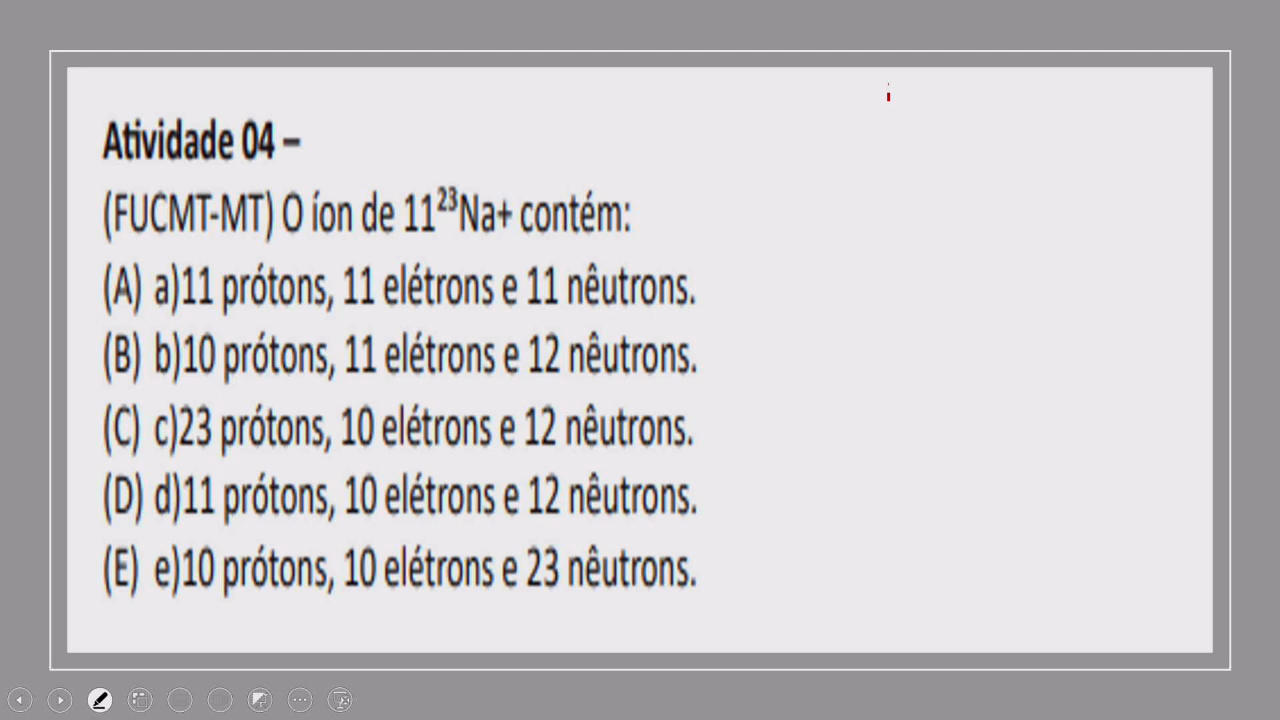 Atividade 04 –
(FUCMT-MT) O íon de 11²³Na+ contém:
(A) a)11 prótons, 11 elétrons e 11 nêutrons.
(B) b)10 prótons, 11 elétrons e 12 nêutrons.
(C) c)23 prótons, 10 elétrons e 12 nêutrons.
(D) d)11 prótons, 10 elétrons e 12 nêutrons.
(E) e)10 prótons, 10 elétrons e 23 nêutrons.